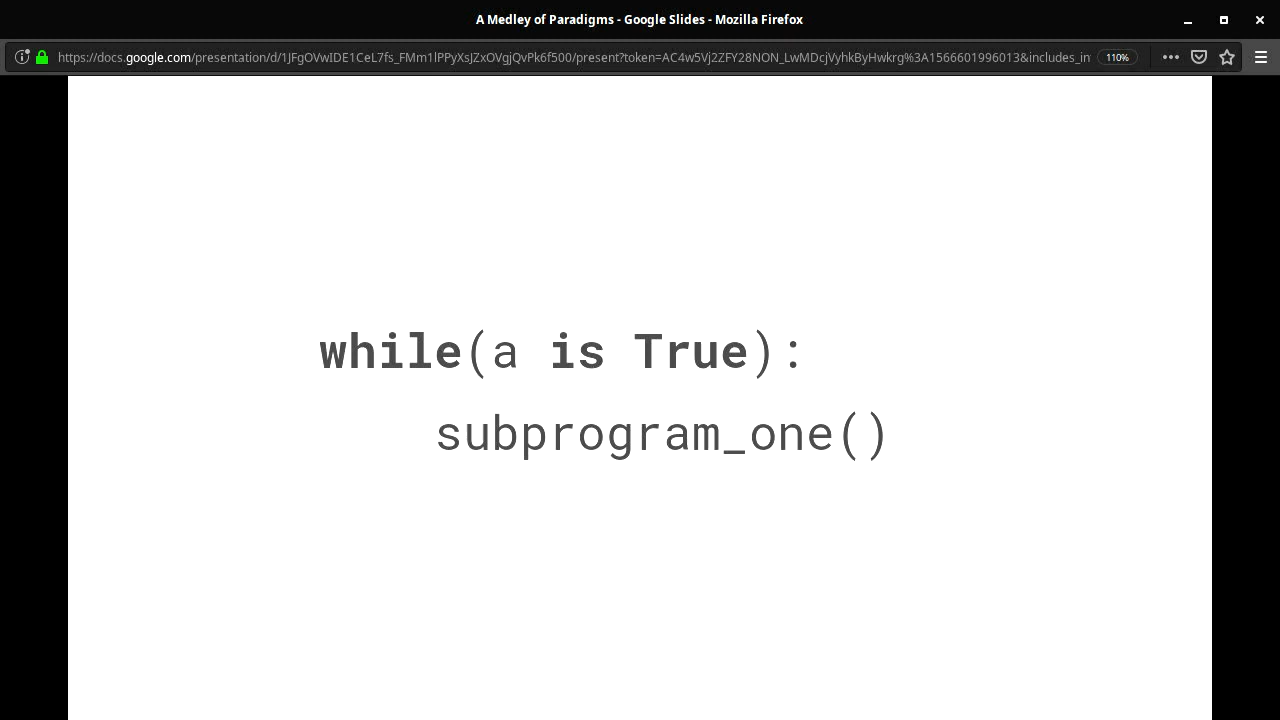 A Medley of Paradigms - Google Slides - Mozilla Firefox
https://docs.google.com/presentation/d/1JFgOVwIDE1CeL7fs_FMm1lPPyXsJZxOVgjQvPk6f500/present?token=AC4w5Vj2ZFY28NON_LwMDcjVyhkByHwkrg%3A1566601996013&includes_in 110%
while(a is True):
    subprogram_one()